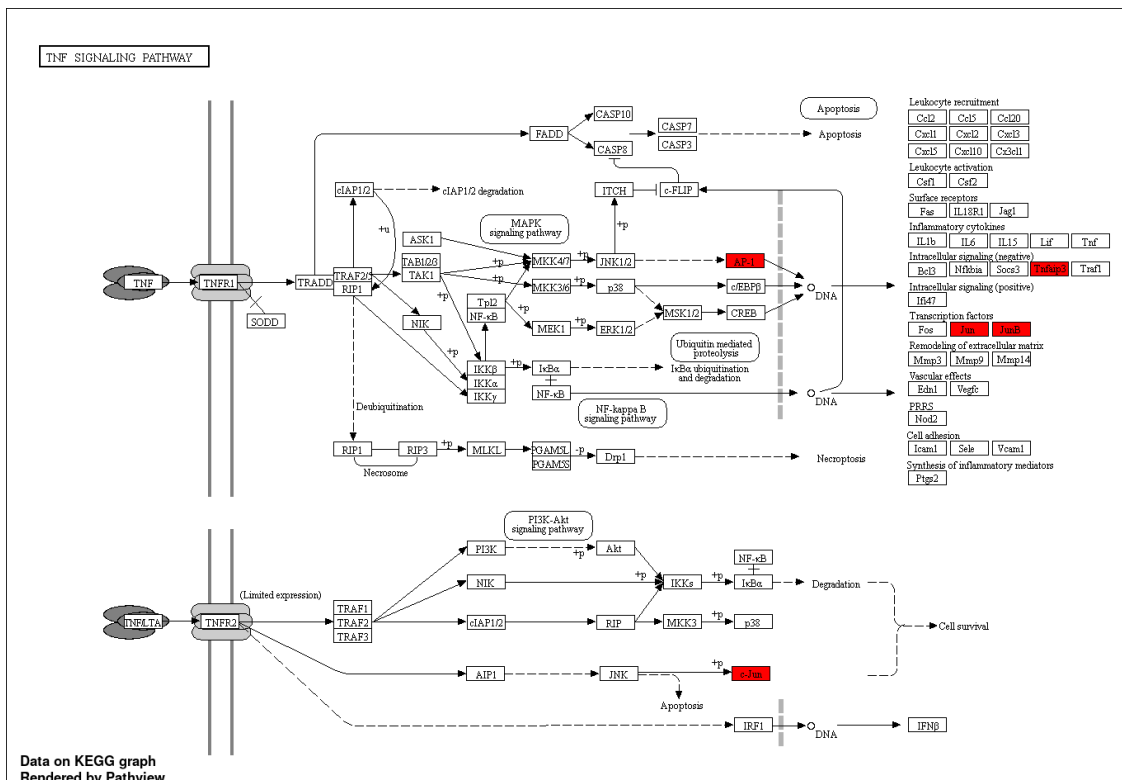 TNF SIGNALING PATHWAY
Apoptosis
CASP10
FADD
CASP7
CASP3
Apoptosis
CASP8
cIAP1/2
cIAP1/2 degradation
ITCH
c-FLIP
+u
+p
MAPK
signaling pathway
ASK1
TAB1/2/3
TAK1
+p
+p
+p
MKK4/7
+p
JNK1/2
AP-1
TNF
TNFR1
TRADD
TRAF2/5
RIP1
MKK3/6
+p
p38
c/EBPβ
DNA
SODD
NIK
Tpl2
NF-κB
+p
MEK1
+p
ERK1/2
MSK1/2
CREB
+p
Ubiquitin mediated
proteolysis
IKKβ
IKKα
IKKγ
+p
IκBα
IκBα ubiquitination
and degradation
NF-κB
DNA
NF-kappa B
signaling pathway
Deubiquitination
RIP1
RIP3
+p
MLKL
PGAM5L
PGAM5S
-p
Drp1
Necroptosis
Necrosome
Leukocyte recruitment
Ccl2 Ccl5 Ccl20
Cxcl1 Cxcl2 Cxcl3
Cxcl5 Cxcl10 Cx3cl1
Leukocyte activation
Csf1 Csf2
Surface receptors
Fas IL18R1 Jag1
Inflammatory cytokines
IL1b IL6 IL15 Lif Tnf
Intracellular signaling (negative)
Bcl3 Nfkbia Socs3 Tnfaip3 Traf1
Intracellular signaling (positive)
Ifi47
Transcription factors
Fos Jun JunB
Remodeling of extracellular matrix
Mmp3 Mmp9 Mmp14
Vascular effects
Edn1 Vegfc
PRRS
Nod2
Cell adhesion
Icam1 Sele Vcam1
Synthesis of inflammatory mediators
Ptgs2
PI3K-Akt
signaling pathway
PI3K
+p
Akt
NF-κB
NIK
+p
IKKs
+p
IκBα
Degradation
(Limited expression)
TNF/LTA
TNFR2
TRAF1
TRAF2
TRAF3
cIAP1/2
RIP
MKK3
p38
Cell survival
AIP1
JNK
+p
c-Jun
Apoptosis
IRF1
DNA
IFNβ
Data on KEGG graph
Rendered by Pathview